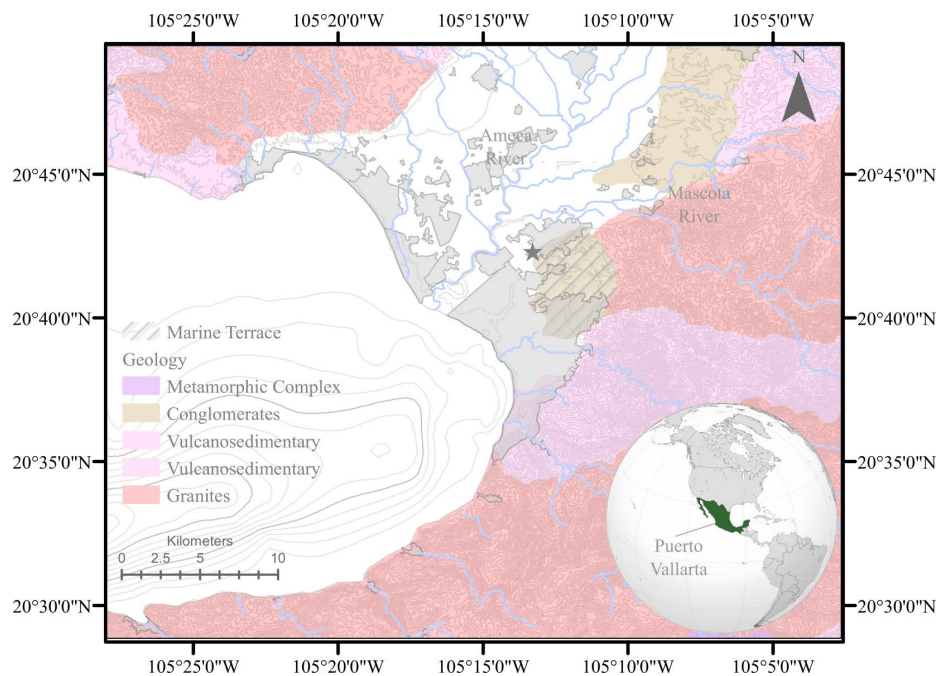 105°25'0"W 105°20'0"W 105°15'0"W 105°10'0"W 105°5'0"W
N
Ameca
River
20°45'0"N 20°45'0"N
Mascota
River
20°40'0"N 20°40'0"N
Marine Terrace
Geology
Metamorphic Complex
Conglomerates
Vulcanosedimentary
20°35'0"N 20°35'0"N
Vulcanosedimentary
Granites
Kilometers
0 2.5 5 10
Puerto
Vallarta
20°30'0"N 20°30'0"N
105°25'0"W 105°20'0"W 105°15'0"W 105°10'0"W 105°5'0"W